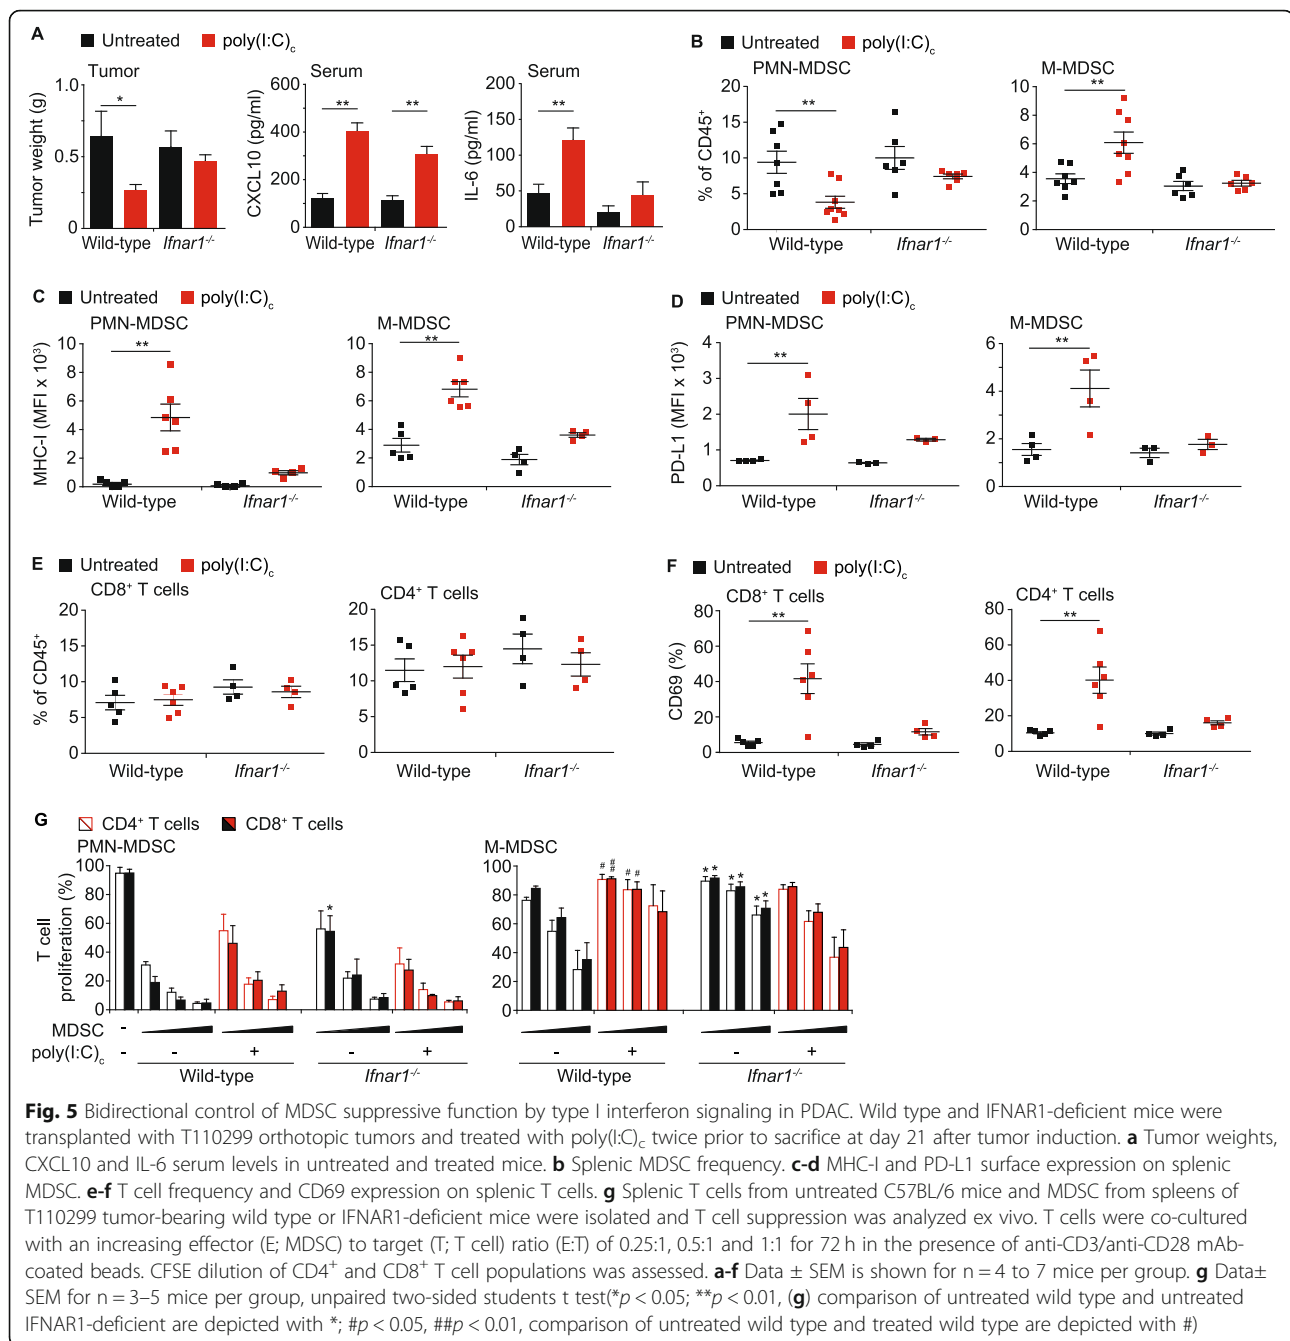 A
Untreated poly(I:C)c
Tumor
Tumor weight (g)
1.0
0.5
0
*
Wild-type Ifnar1-/-
Serum
CXCL10 (pg/ml)
600
400
200
0
** **
Wild-type Ifnar1-/-
Serum
IL-6 (pg/ml)
200
150
100
50
0
**
Wild-type Ifnar1-/-
B
Untreated poly(I:C)c
PMN-MDSC
% of CD45+
20
15
10
5
0
**
Wild-type Ifnar1-/-
M-MDSC
10
8
6
4
2
0
**
Wild-type Ifnar1-/-
C
Untreated poly(I:C)c
PMN-MDSC
MHC-I (MFI x 10³)
10
8
6
4
2
0
**
Wild-type Ifnar1-/-
M-MDSC
10
8
6
4
2
0
**
Wild-type Ifnar1-/-
D
Untreated poly(I:C)c
PMN-MDSC
PD-L1 (MFI x 10³)
4
3
2
1
0
**
Wild-type Ifnar1-/-
M-MDSC
6
4
2
0
**
Wild-type Ifnar1-/-
E
Untreated poly(I:C)c
CD8+ T cells
% of CD45+
20
15
10
5
0
Wild-type Ifnar1-/-
CD4+ T cells
20
15
10
5
0
Wild-type Ifnar1-/-
F
Untreated poly(I:C)c
CD8+ T cells
CD69 (%)
80
60
40
20
0
**
Wild-type Ifnar1-/-
CD4+ T cells
80
60
40
20
0
**
Wild-type Ifnar1-/-
G
CD4+ T cells CD8+ T cells
PMN-MDSC
T cell
proliferation (%)
100
80
60
40
20
0
*
MDSC -
poly(I:C)c - - + - +
Wild-type Ifnar1-/-
M-MDSC
100
80
60
40
80
0
# ## # # * * * * * *
- + - +
Wild-type Ifnar1-/-
Fig. 5 Bidirectional control of MDSC suppressive function by type I interferon signaling in PDAC. Wild type and IFNAR1-deficient mice were
transplanted with T110299 orthotopic tumors and treated with poly(I:C)c twice prior to sacrifice at day 21 after tumor induction. a Tumor weights,
CXCL10 and IL-6 serum levels in untreated and treated mice. b Splenic MDSC frequency. c-d MHC-I and PD-L1 surface expression on splenic
MDSC. e-f T cell frequency and CD69 expression on splenic T cells. g Splenic T cells from untreated C57BL/6 mice and MDSC from spleens of
T110299 tumor-bearing wild type or IFNAR1-deficient mice were isolated and T cell suppression was analyzed ex vivo. T cells were co-cultured
with an increasing effector (E; MDSC) to target (T; T cell) ratio (E:T) of 0.25:1, 0.5:1 and 1:1 for 72 h in the presence of anti-CD3/anti-CD28 mAb-
coated beads. CFSE dilution of CD4+ and CD8+ T cell populations was assessed. a-f Data ± SEM is shown for n = 4 to 7 mice per group. g Data±
SEM for n = 3–5 mice per group, unpaired two-sided students t test(*p < 0.05; **p < 0.01, (g) comparison of untreated wild type and untreated
IFNAR1-deficient are depicted with *; #p < 0.05, ##p < 0.01, comparison of untreated wild type and treated wild type are depicted with #)